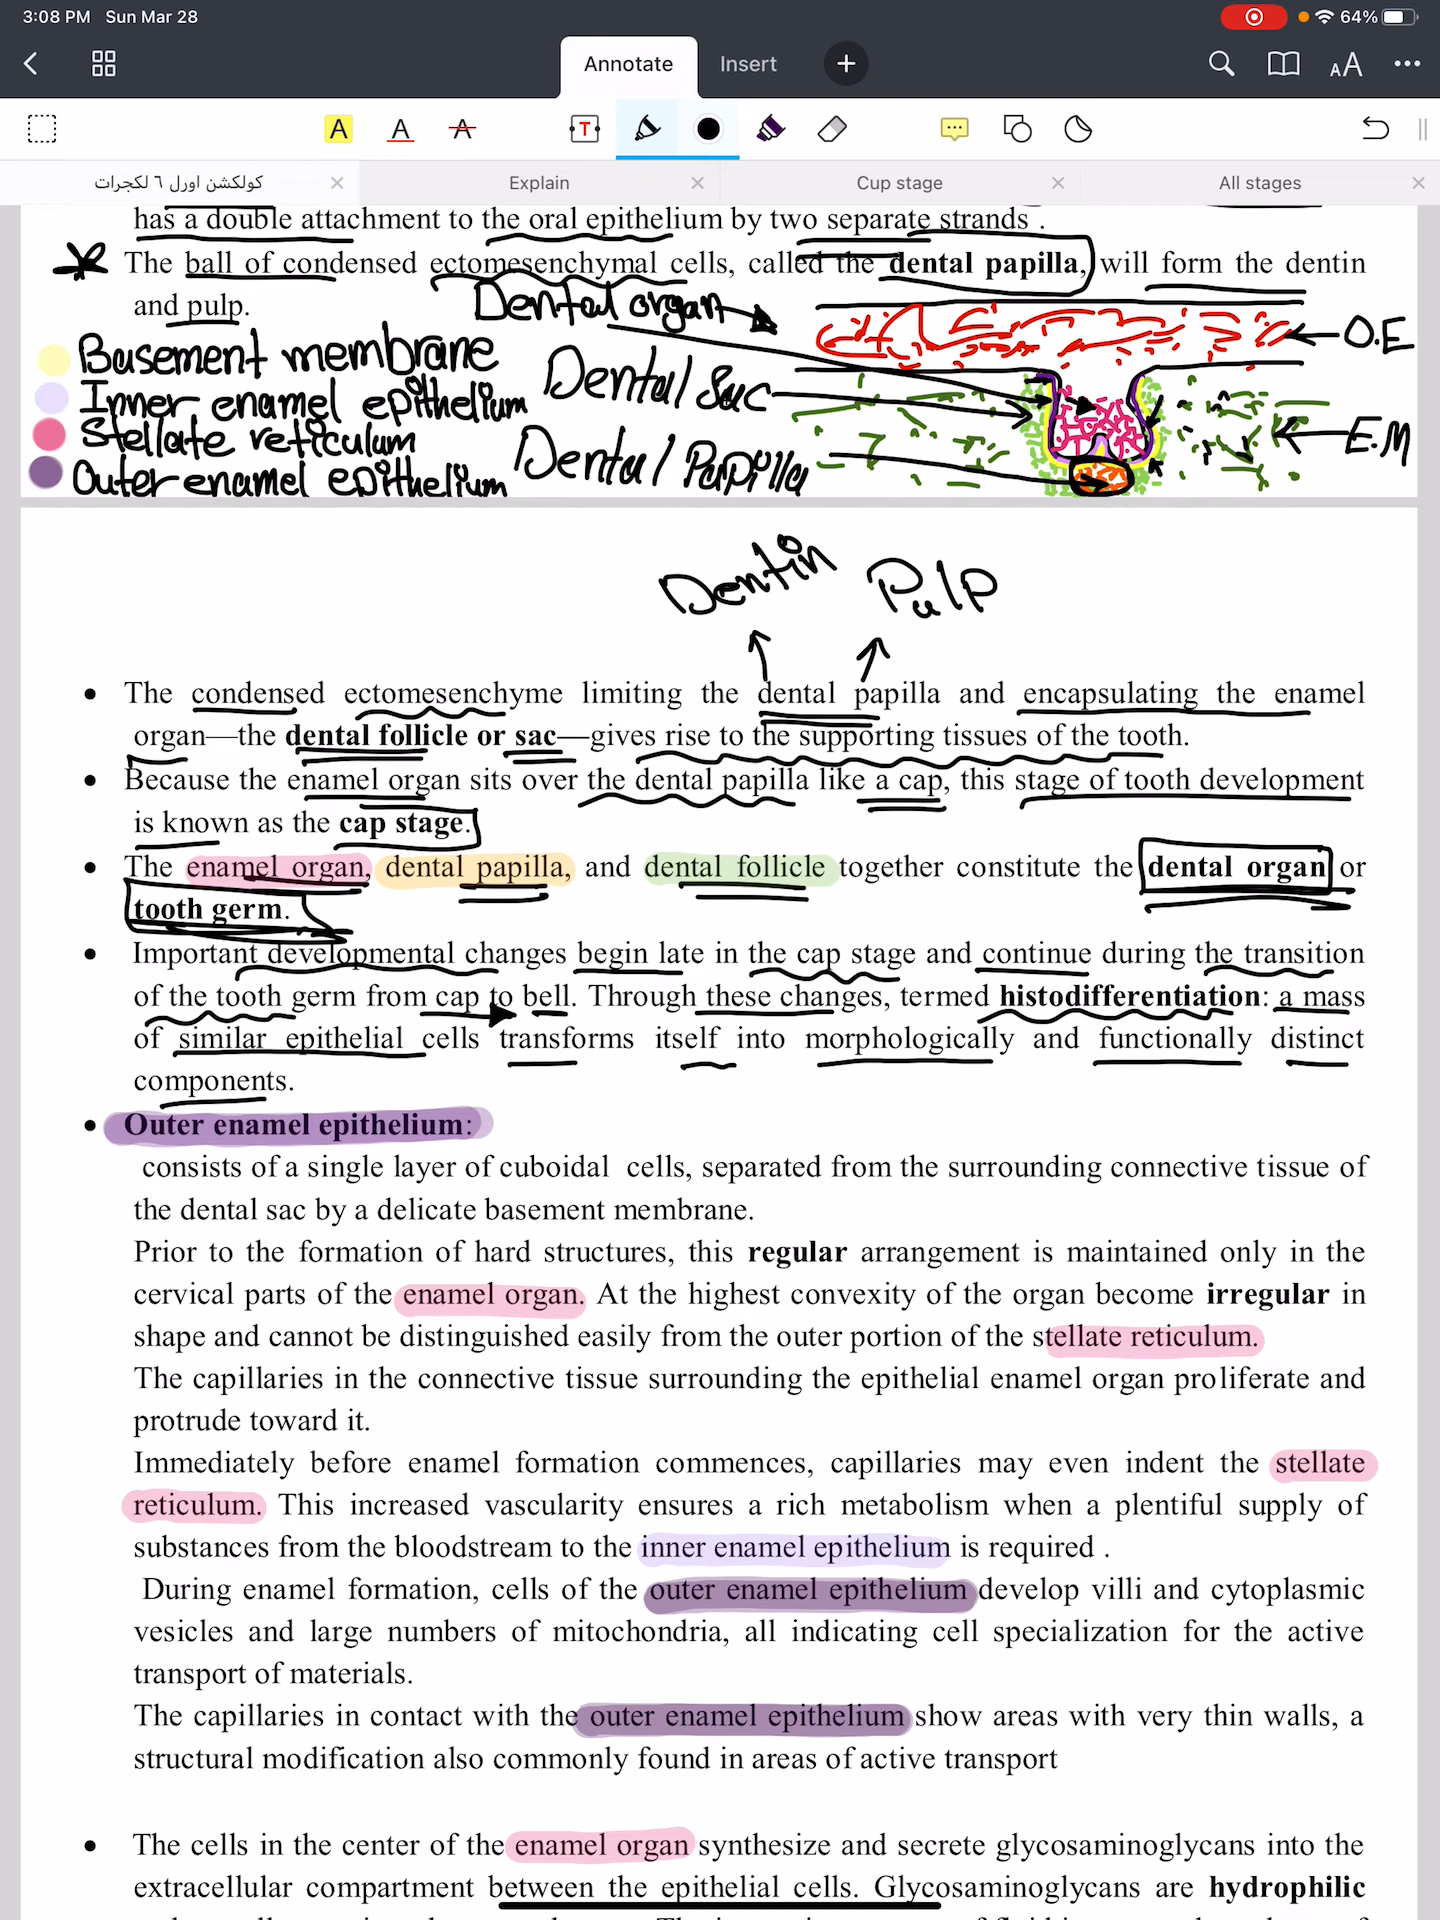 3:08 PM Sun Mar 28
64%
Annotate Insert
A A A T AA
كولكشن اورل ٦ لكجرات Explain Cup stage All stages
has a double attachment to the oral epithelium by two separate strands .
The ball of condensed ectomesenchymal cells, called the dental papilla, will form the dentin
and pulp.
Dental organ
O.E
Basement membrane
Dental Sac
Inner enamel epithelium
Stellate reticulum
E.M
Dental Papilla
Outer enamel epithelium
Dentin Pulp
• The condensed ectomesenchyme limiting the dental papilla and encapsulating the enamel
organ—the dental follicle or sac—gives rise to the supporting tissues of the tooth.
• Because the enamel organ sits over the dental papilla like a cap, this stage of tooth development
is known as the cap stage.
• The enamel organ, dental papilla, and dental follicle together constitute the dental organ or
tooth germ.
• Important developmental changes begin late in the cap stage and continue during the transition
of the tooth germ from cap to bell. Through these changes, termed histodifferentiation: a mass
of similar epithelial cells transforms itself into morphologically and functionally distinct
components.
• Outer enamel epithelium:
consists of a single layer of cuboidal cells, separated from the surrounding connective tissue of
the dental sac by a delicate basement membrane.
Prior to the formation of hard structures, this regular arrangement is maintained only in the
cervical parts of the enamel organ. At the highest convexity of the organ become irregular in
shape and cannot be distinguished easily from the outer portion of the stellate reticulum.
The capillaries in the connective tissue surrounding the epithelial enamel organ proliferate and
protrude toward it.
Immediately before enamel formation commences, capillaries may even indent the stellate
reticulum. This increased vascularity ensures a rich metabolism when a plentiful supply of
substances from the bloodstream to the inner enamel epithelium is required .
During enamel formation, cells of the outer enamel epithelium develop villi and cytoplasmic
vesicles and large numbers of mitochondria, all indicating cell specialization for the active
transport of materials.
The capillaries in contact with the outer enamel epithelium show areas with very thin walls, a
structural modification also commonly found in areas of active transport
• The cells in the center of the enamel organ synthesize and secrete glycosaminoglycans into the
extracellular compartment between the epithelial cells. Glycosaminoglycans are hydrophilic